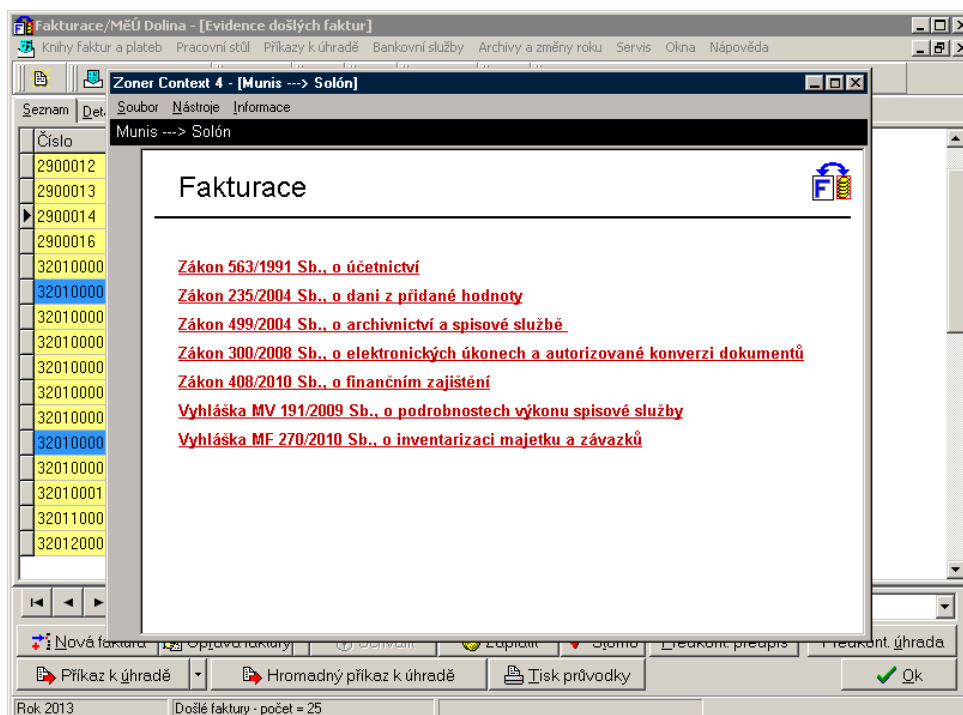 Fakturace/MěÚ Dolina - [Evidence došlých faktur]
Knihy faktur a plateb Pracovní stůl Příkazy k úhradě Bankovní služby Archivy a změny roku Servis Okna Nápověda
Zoner Context 4 - [Munis ---> Solón]
Seznam Det
Soubor Nástroje Informace
Munis ---> Solón
Číslo
Fakturace
2900012
2900013
2900014
2900016
32010000
32010000
32010000
32010000
32010000
32010000
32010000
32010000
32010000
32010001
32011000
32012000
Zákon 563/1991 Sb., o účetnictví
Zákon 235/2004 Sb., o dani z přidané hodnoty
Zákon 499/2004 Sb., o archivnictví a spisové službě
Zákon 300/2008 Sb., o elektronických úkonech a autorizované konverzi dokumentů
Zákon 408/2010 Sb., o finančním zajištění
Vyhláška MV 191/2009 Sb., o podrobnostech výkonu spisové služby
Vyhláška MF 270/2010 Sb., o inventarizaci majetku a závazků
Nová faktura Oprava faktury Schválit Zaplatit Storno Předkont. předpis Předkont. úhrada
Příkaz k úhradě Hromadný příkaz k úhradě Tisk průvodky Ok
Rok 2013 Došlé faktury - počet = 25